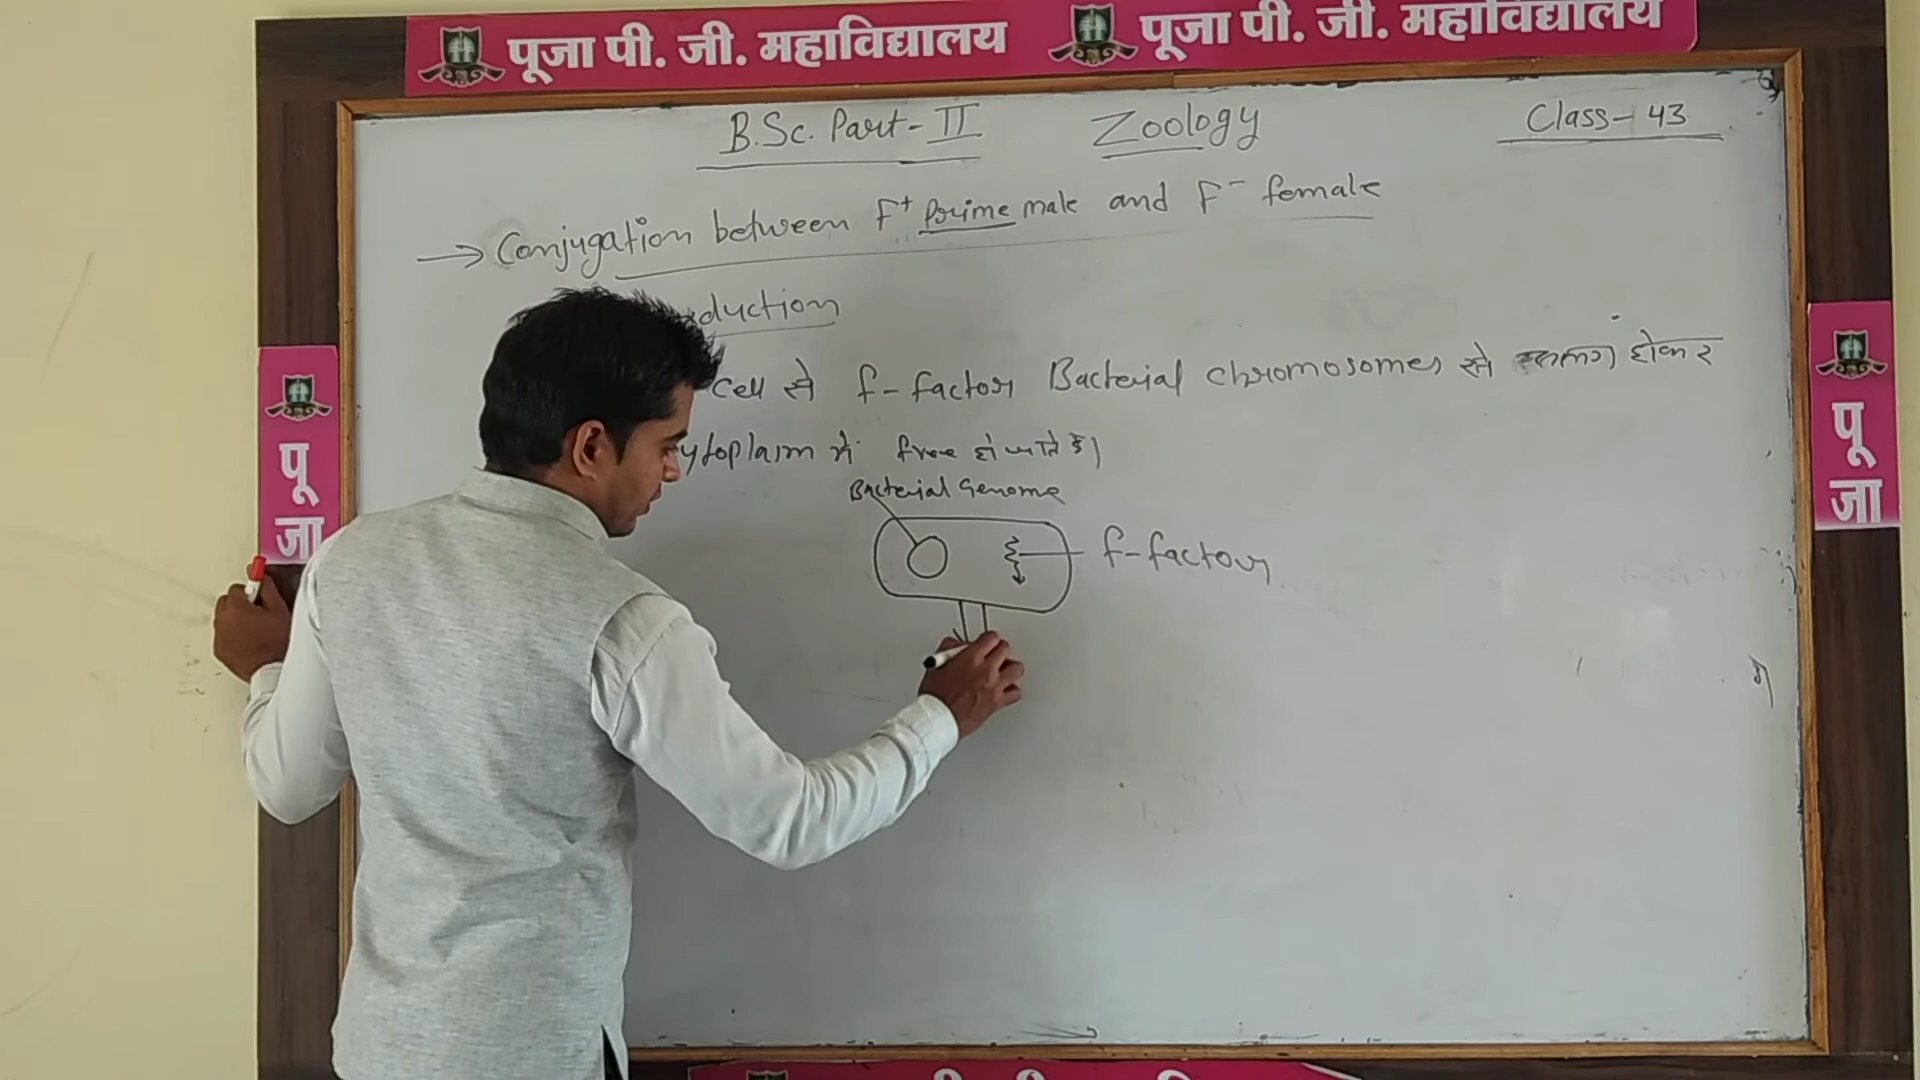 पूजा पी. जी. महाविद्यालय पूजा पी. जी. महाविद्यालय
B.Sc. Part-II Zoology Class-43
→ Conjugation between F⁺ Prime male and F⁻ female
duction
cell से f-factor Bacterial chromosomes से होकर
ytoplasm में free हो जाते है।
Bacterial Genome
f-factor
पू
जा
पू
जा